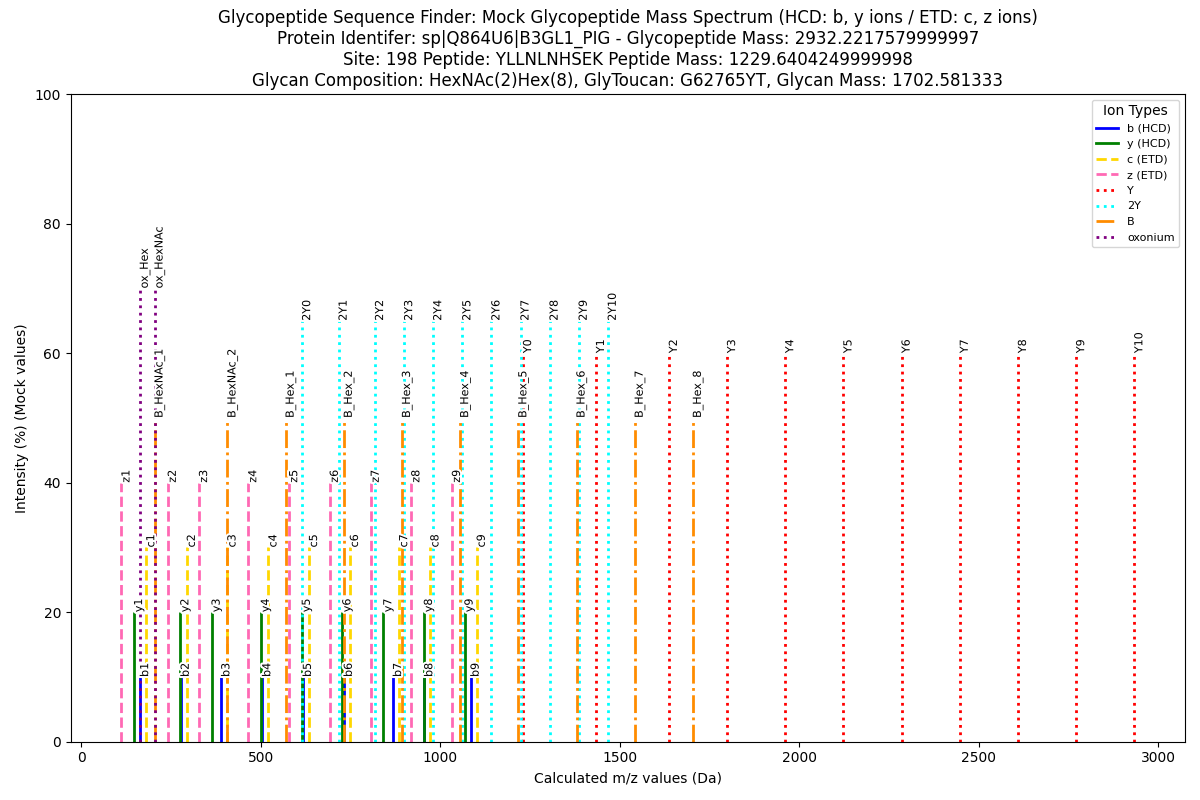 Glycopeptide Sequence Finder: Mock Glycopeptide Mass Spectrum (HCD: b, y ions / ETD: c, z ions)
Protein Identifer: sp|Q864U6|B3GL1_PIG - Glycopeptide Mass: 2932.2217579999997
Site: 198 Peptide: YLLNLNHSEK Peptide Mass: 1229.6404249999998
Glycan Composition: HexNAc(2)Hex(8), GlyToucan: G62765YT, Glycan Mass: 1702.581333
100
80
60
40
20
0
Intensity (%) (Mock values)
Ion Types
b (HCD)
y (HCD)
c (ETD)
z (ETD)
Y
2Y
B
oxonium
ox_Hex
ox_HexNAc
2Y0
2Y1
2Y2
2Y3
2Y4
2Y5
2Y6
2Y7
2Y8
2Y9
2Y10
Y0
Y1
Y2
Y3
Y4
Y5
Y6
Y7
Y8
Y9
Y10
B_HexNAc_1
B_HexNAc_2
B_Hex_1
B_Hex_2
B_Hex_3
B_Hex_4
B_Hex_5
B_Hex_6
B_Hex_7
B_Hex_8
z1
z2
z3
z4
z5
z6
z7
z8
z9
c1
c2
c3
c4
c5
c6
c7
c8
c9
y1
y2
y3
y4
y5
y6
y7
y8
y9
b1
b2
b3
b4
b5
b6
b7
b8
b9
0
500
1000
1500
2000
2500
3000
Calculated m/z values (Da)